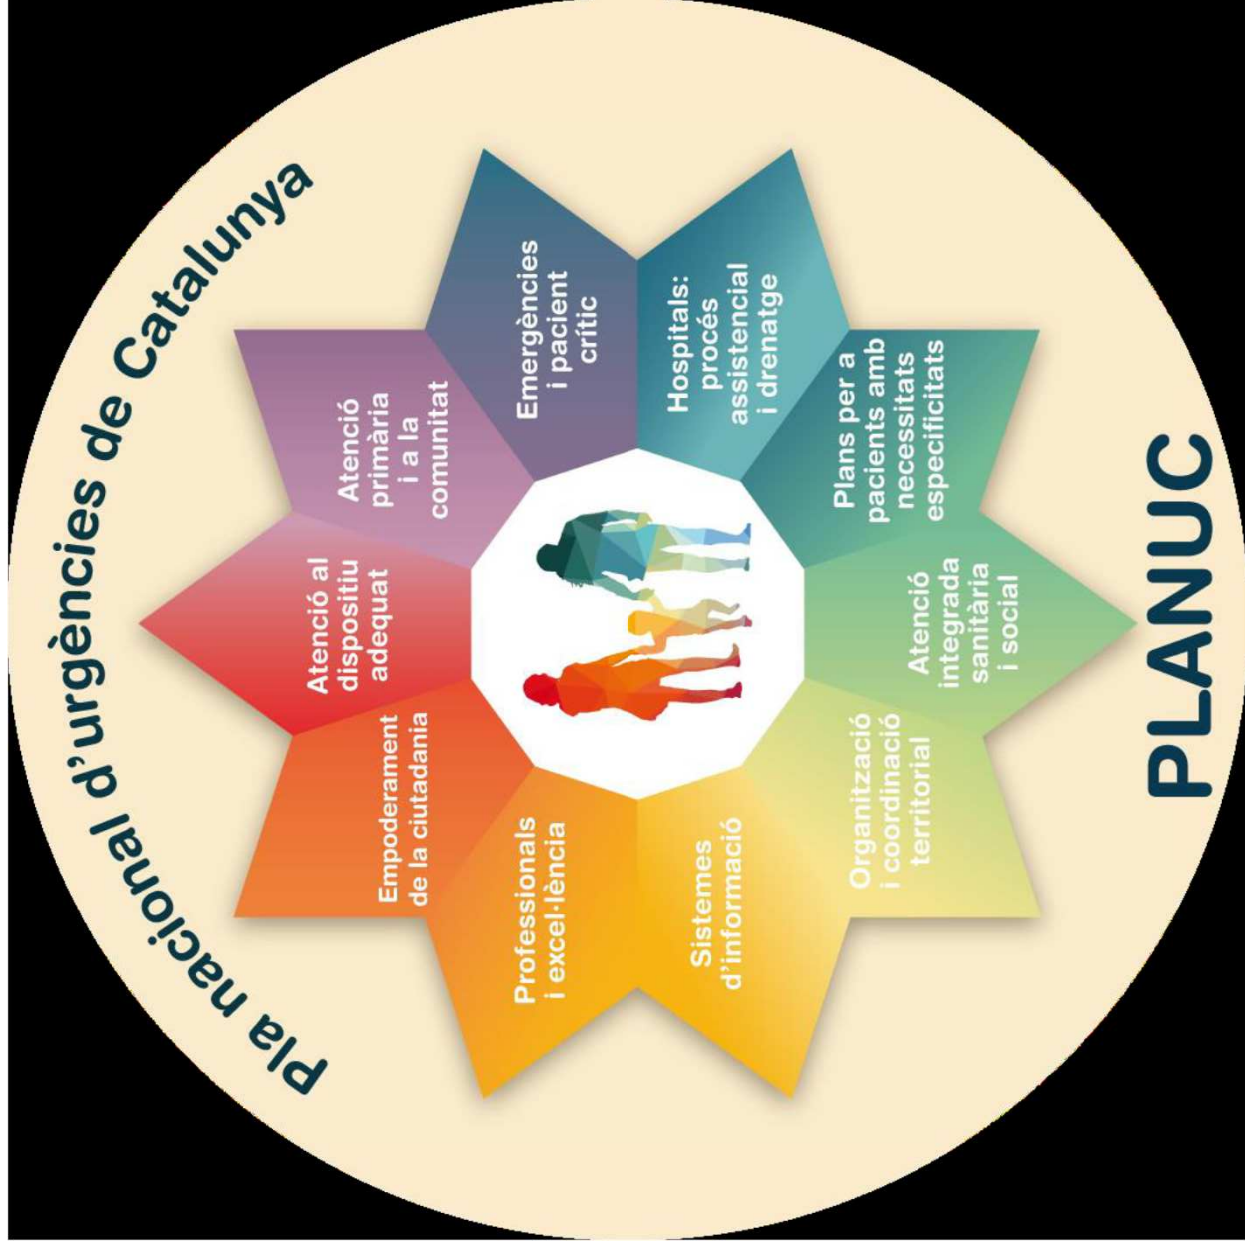 Pla nacional d'urgències de Catalunya
Atenció al
dispositiu
adequat
Atenció
primària
i a la
comunitat
Emergències
i pacient
crític
Hospitals:
procés
assistencial
i drenatge
Plans per a
pacients amb
necessitats
especificitats
Atenció
integrada
sanitària
i social
Organització
i coordinació
territorial
Sistemes
d'informació
Professionals
i excel·lència
Empoderament
de la ciutadania
PLANUC